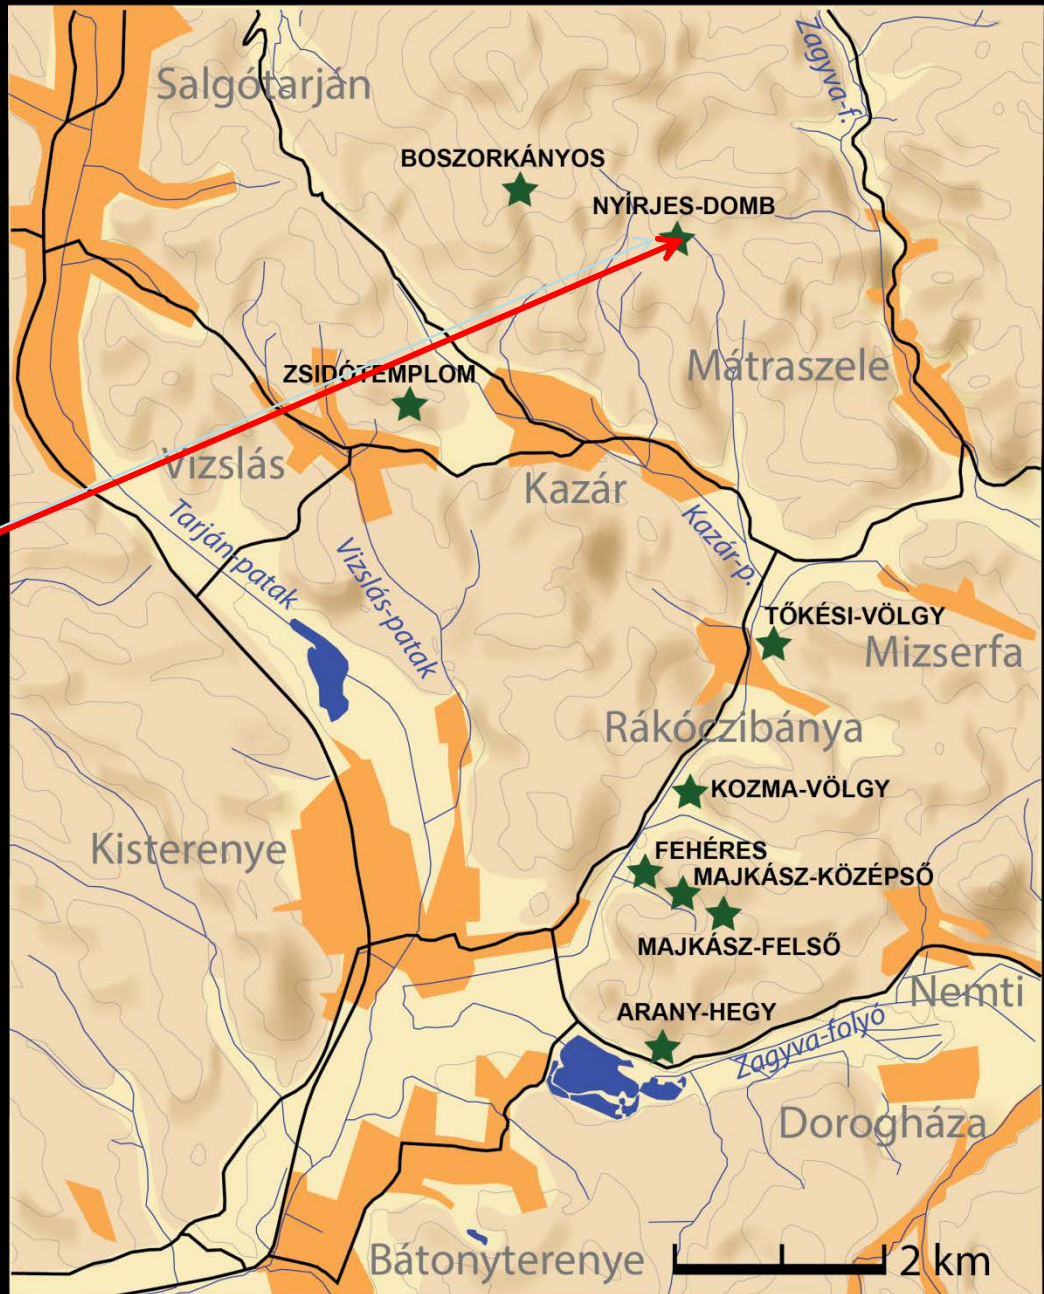 Salgótarján
Zagyva-f.
BOSZORKÁNYOS
NYÍRJES-DOMB
Mátraszele
ZSIDÓTEMPLOM
Vizslás
Kazár
Tarján-patak
Vizslás-patak
Kazár-p.
TŐKÉSI-VÖLGY
Mizserfa
Rákóczibánya
KOZMA-VÖLGY
Kisterenye
FEHÉRES
MAJKÁSZ-KÖZÉPSŐ
MAJKÁSZ-FELSŐ
Nemti
ARANY-HEGY
Zagyva-folyó
Dorogháza
Bátonyterenye
2 km